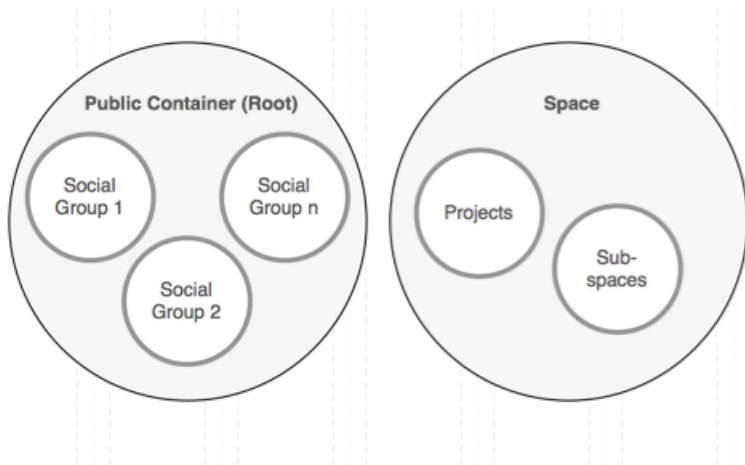 Public Container (Root)
Social
Group 1
Social
Group n
Social
Group 2
Space
Projects
Sub-
spaces